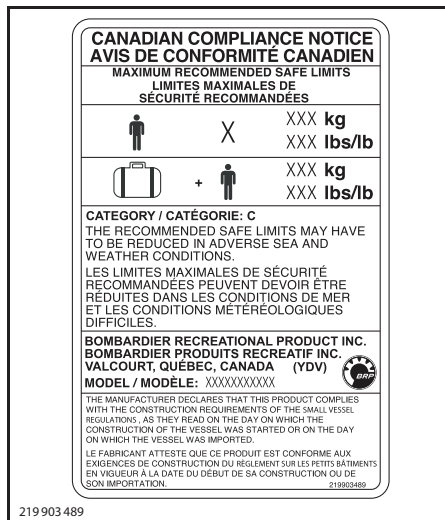 CANADIAN COMPLIANCE NOTICE
AVIS DE CONFORMITÉ CANADIEN
MAXIMUM RECOMMENDED SAFE LIMITS
LIMITES MAXIMALES DE
SÉCURITÉ RECOMMANDÉES
X XXX kg
XXX lbs/lb
+ XXX kg
XXX lbs/lb
CATEGORY / CATÉGORIE: C
THE RECOMMENDED SAFE LIMITS MAY HAVE
TO BE REDUCED IN ADVERSE SEA AND
WEATHER CONDITIONS.
LES LIMITES MAXIMALES DE SÉCURITÉ
RECOMMANDÉES PEUVENT DEVOIR ÊTRE
RÉDUITES DANS LES CONDITIONS DE MER
ET LES CONDITIONS MÉTÉRÉOLOGIQUES
DIFFICILES.
BOMBARDIER RECREATIONAL PRODUCT INC.
BOMBARDIER PRODUITS RECREATIF INC.
VALCOURT, QUÉBEC, CANADA (YDV)
MODEL / MODÈLE: XXXXXXXXXXX
BRP
THE MANUFACTURER DECLARES THAT THIS PRODUCT COMPLIES
WITH THE CONSTRUCTION REQUIREMENTS OF THE SMALL VESSEL
REGULATIONS , AS THEY READ ON THE DAY ON WHICH THE
CONSTRUCTION OF THE VESSEL WAS STARTED OR ON THE DAY
ON WHICH THE VESSEL WAS IMPORTED.
LE FABRICANT ATTESTE QUE CE PRODUIT EST CONFORME AUX
EXIGENCES DE CONSTRUCTION DU RÈGLEMENT SUR LES PETITS BÂTIMENTS
EN VIGUEUR À LA DATE DU DÉBUT DE SA CONSTRUCTION OU DE
SON IMPORTATION.
219903489
219 903 489